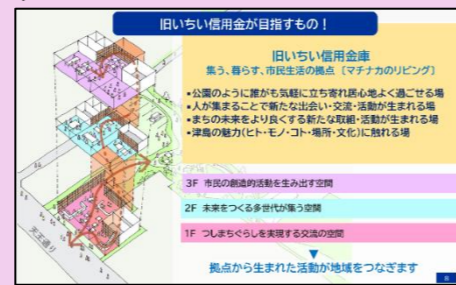 旧いちい信用金が目指すもの！
旧いちい信用金庫
集う、暮らす、市民生活の拠点〔マチナカのリビング〕
•公園のように誰もが気軽に立ち寄れ居心地よく過ごせる場
•人が集まることで新たな出会い・交流・活動が生まれる場
•まちの未来をより良くする新たな取組・活動が生まれる場
•津島の魅力(ヒト・モノ・コト・場所・文化)に触れる場
3F 市民の創造的活動を生み出す空間
2F 未来をつくる多世代が集う空間
1F つしまちぐらしを実現する交流の空間
天王通り
拠点から生まれた活動が地域をつなぎます